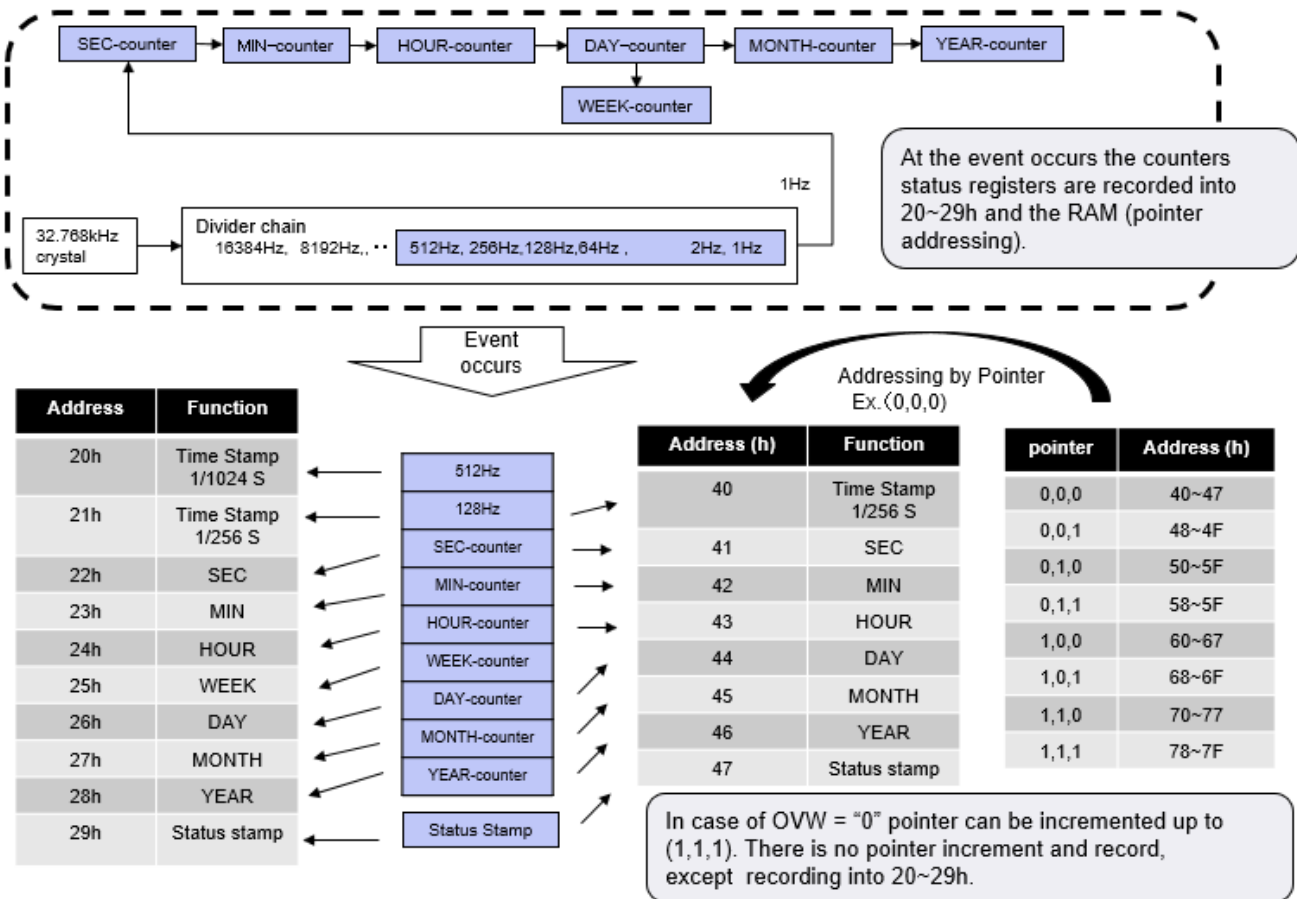 SEC-counter
MIN-counter
HOUR-counter
DAY-counter
MONTH-counter
YEAR-counter
WEEK-counter
At the event occurs the counters
status registers are recorded into
20~29h and the RAM (pointer
addressing).
1Hz
32.768kHz
crystal
Divider chain
16384Hz, 8192Hz,, ··
512Hz, 256Hz,128Hz,64Hz , 2Hz, 1Hz
Event
occurs
Addressing by Pointer
Ex.(0,0,0)
Address Function
20h Time Stamp
1/1024 S
21h Time Stamp
1/256 S
22h SEC
23h MIN
24h HOUR
25h WEEK
26h DAY
27h MONTH
28h YEAR
29h Status stamp
512Hz
128Hz
SEC-counter
MIN-counter
HOUR-counter
WEEK-counter
DAY-counter
MONTH-counter
YEAR-counter
Status Stamp
Address (h) Function
40 Time Stamp
1/256 S
41 SEC
42 MIN
43 HOUR
44 DAY
45 MONTH
46 YEAR
47 Status stamp
pointer Address (h)
0,0,0 40~47
0,0,1 48~4F
0,1,0 50~5F
0,1,1 58~5F
1,0,0 60~67
1,0,1 68~6F
1,1,0 70~77
1,1,1 78~7F
In case of OVW = “0” pointer can be incremented up to
(1,1,1). There is no pointer increment and record,
except recording into 20~29h.